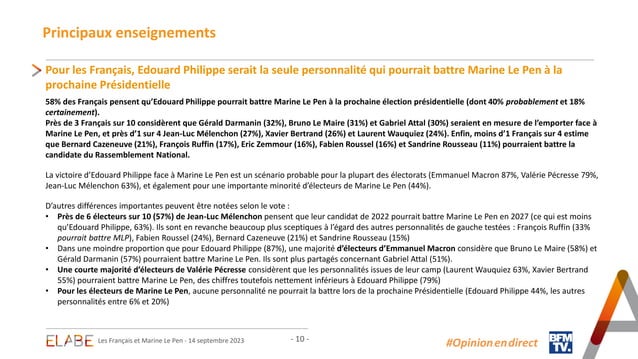 Principaux enseignements
Pour les Français, Edouard Philippe serait la seule personnalité qui pourrait battre Marine Le Pen à la
prochaine Présidentielle
58% des Français pensent qu'Edouard Philippe pourrait battre Marine Le Pen à la prochaine élection présidentielle (dont 40% probablement et 18%
certainement).
Près de 3 Français sur 10 considèrent que Gérald Darmanin (32%), Bruno Le Maire (31%) et Gabriel Attal (30%) seraient en mesure de l'emporter face à
Marine Le Pen, et près d'1 sur 4 Jean-Luc Mélenchon (27%), Xavier Bertrand (26%) et Laurent Wauquiez (24%). Enfin, moins d'1 Français sur 4 estime
que Bernard Cazeneuve (21%), François Ruffin (17%), Eric Zemmour (16%), Fabien Roussel (16%) et Sandrine Rousseau (11%) pourraient battre la
candidate du Rassemblement National.
La victoire d'Edouard Philippe face à Marine Le Pen est un scénario probable pour la plupart des électorats (Emmanuel Macron 87%, Valérie Pécresse 79%,
Jean-Luc Mélenchon 63%), et également pour une importante minorité d'électeurs de Marine Le Pen (44%).
D'autres différences importantes peuvent être notées selon le vote :
• Près de 6 électeurs sur 10 (57%) de Jean-Luc Mélenchon pensent que leur candidat de 2022 pourrait battre Marine Le Pen en 2027 (ce qui est moins
qu'Edouard Philippe, 63%). Ils sont en revanche beaucoup plus sceptiques à l'égard des autres personnalités de gauche testées : François Ruffin (33%
pourrait battre MLP), Fabien Roussel (24%), Bernard Cazeneuve (21%) et Sandrine Rousseau (15%)
• Dans une moindre proportion que pour Edouard Philippe (87%), une majorité d'électeurs d'Emmanuel Macron considère que Bruno Le Maire (58%) et
Gérald Darmanin (57%) pourraient battre Marine Le Pen. Ils sont plus partagés concernant Gabriel Attal (51%).
• Une courte majorité d'électeurs de Valérie Pécresse considèrent que les personnalités issues de leur camp (Laurent Wauquiez 63%, Xavier Bertrand
55%) pourraient battre Marine Le Pen, des chiffres toutefois nettement inférieurs à Edouard Philippe (79%)
• Pour les électeurs de Marine Le Pen, aucune personnalité ne pourrait la battre lors de la prochaine Présidentielle (Edouard Philippe 44%, les autres
personnalités entre 6% et 20%)
ELABE Les Français et Marine Le Pen - 14 septembre 2023 - 10 - #Opinion en direct BFM
TV.